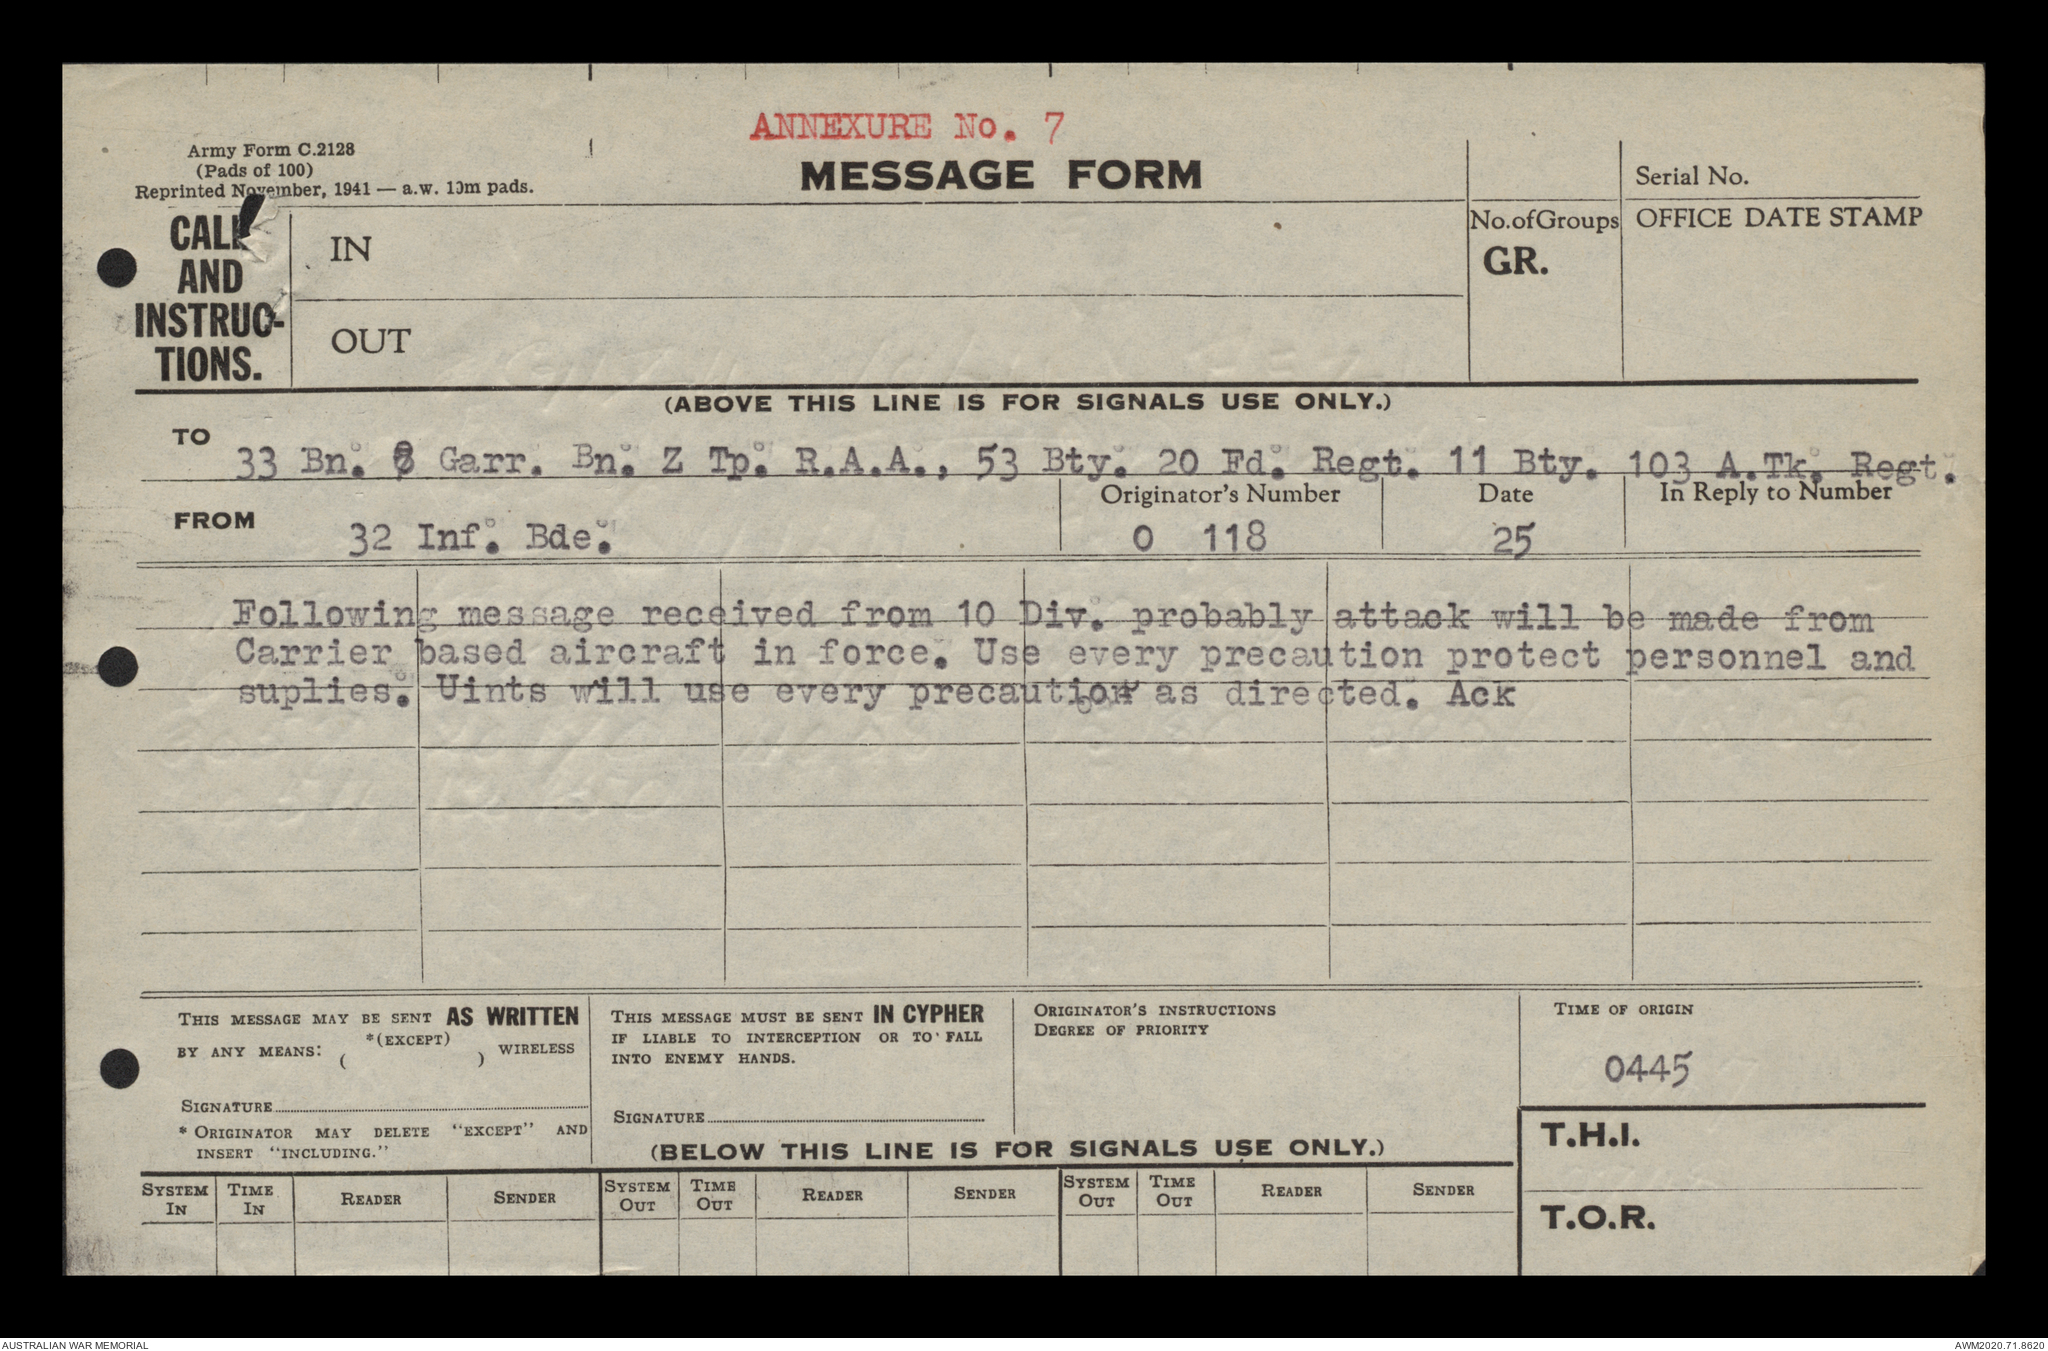 ANNEXURE No. 7
Army Form C.2128
(Pads of 100)
Reprinted November, 1941 — a.w. 10m pads.
MESSAGE FORM
Serial No.
CALL
AND
INSTRUC-
TIONS.
IN
OUT
No. of Groups
GR.
OFFICE DATE STAMP
(ABOVE THIS LINE IS FOR SIGNALS USE ONLY.)
TO 33 Bn. 8 Garr. Bn. Z Tp. R.A.A., 53 Bty. 20 Fd. Regt. 11 Bty. 103 A.Tk. Regt.
FROM 32 Inf. Bde.
Originator's Number
O 118
Date
25
In Reply to Number
Following message received from 10 Div. probably attack will be made from
Carrier based aircraft in force. Use every precaution protect personnel and
suplies. Uints will use every precaution as directed. Ack
THIS MESSAGE MAY BE SENT AS WRITTEN
BY ANY MEANS: *(EXCEPT) ( ) WIRELESS
SIGNATURE
* ORIGINATOR MAY DELETE "EXCEPT" AND
INSERT "INCLUDING."
THIS MESSAGE MUST BE SENT IN CYPHER
IF LIABLE TO INTERCEPTION OR TO FALL
INTO ENEMY HANDS.
SIGNATURE
ORIGINATOR'S INSTRUCTIONS
DEGREE OF PRIORITY
TIME OF ORIGIN
0445
(BELOW THIS LINE IS FOR SIGNALS USE ONLY.)
T.H.I.
T.O.R.
SYSTEM IN TIME IN READER SENDER SYSTEM OUT TIME OUT READER SENDER SYSTEM OUT TIME OUT READER SENDER
AUSTRALIAN WAR MEMORIAL
AWM2020.71.8620